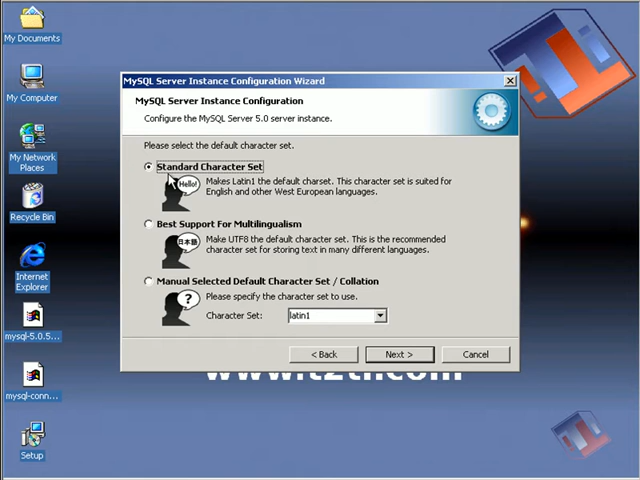 My Documents
My Computer
My Network
Places
Recycle Bin
Internet
Explorer
mysql-5.0.5...
mysql-conn...
Setup
MySQL Server Instance Configuration Wizard
MySQL Server Instance Configuration
Configure the MySQL Server 5.0 server instance.
Please select the default character set.
Standard Character Set
Hello!
Makes Latin1 the default charset. This character set is suited for
English and other West European languages.
Best Support For Multilingualism
日本語
Make UTF8 the default character set. This is the recommended
character set for storing text in many different languages.
Manual Selected Default Character Set / Collation
?
Please specify the character set to use.
Character Set: latin1
< Back Next > Cancel